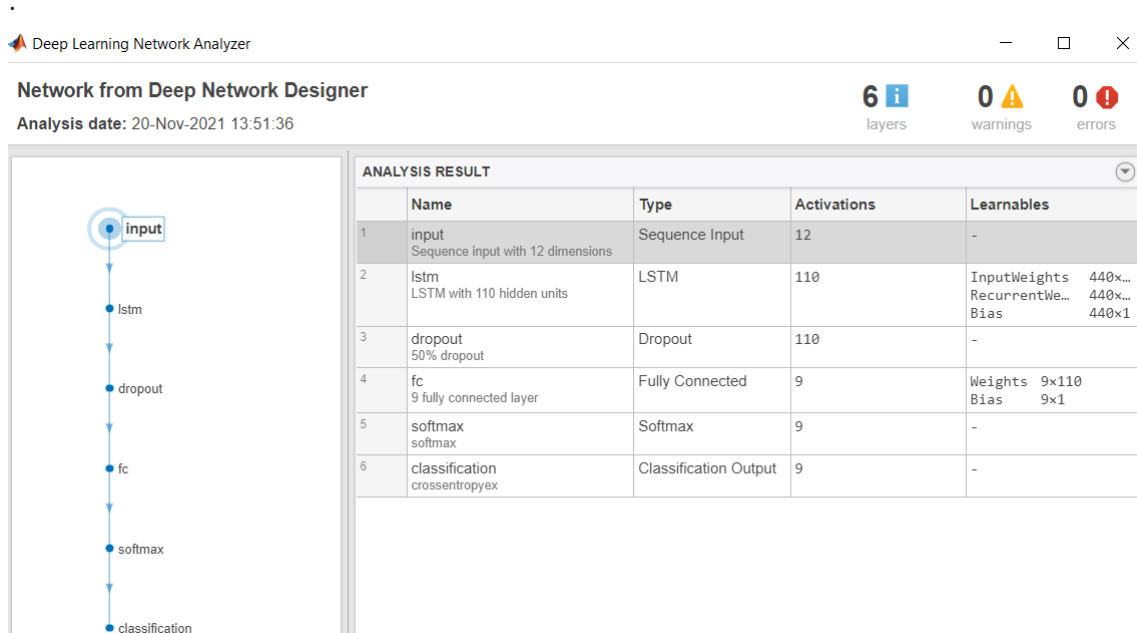 .
Deep Learning Network Analyzer
Network from Deep Network Designer
Analysis date: 20-Nov-2021 13:51:36
6 i
layers
0
warnings
0
errors
input
lstm
dropout
fc
softmax
classification
ANALYSIS RESULT
Name Type Activations Learnables
1 input Sequence Input 12 -
Sequence input with 12 dimensions
2 lstm LSTM 110 InputWeights 440×…
LSTM with 110 hidden units RecurrentWe… 440×…
Bias 440×1
3 dropout Dropout 110 -
50% dropout
4 fc Fully Connected 9 Weights 9×110
9 fully connected layer Bias 9×1
5 softmax Softmax 9 -
softmax
6 classification Classification Output 9 -
crossentropyex